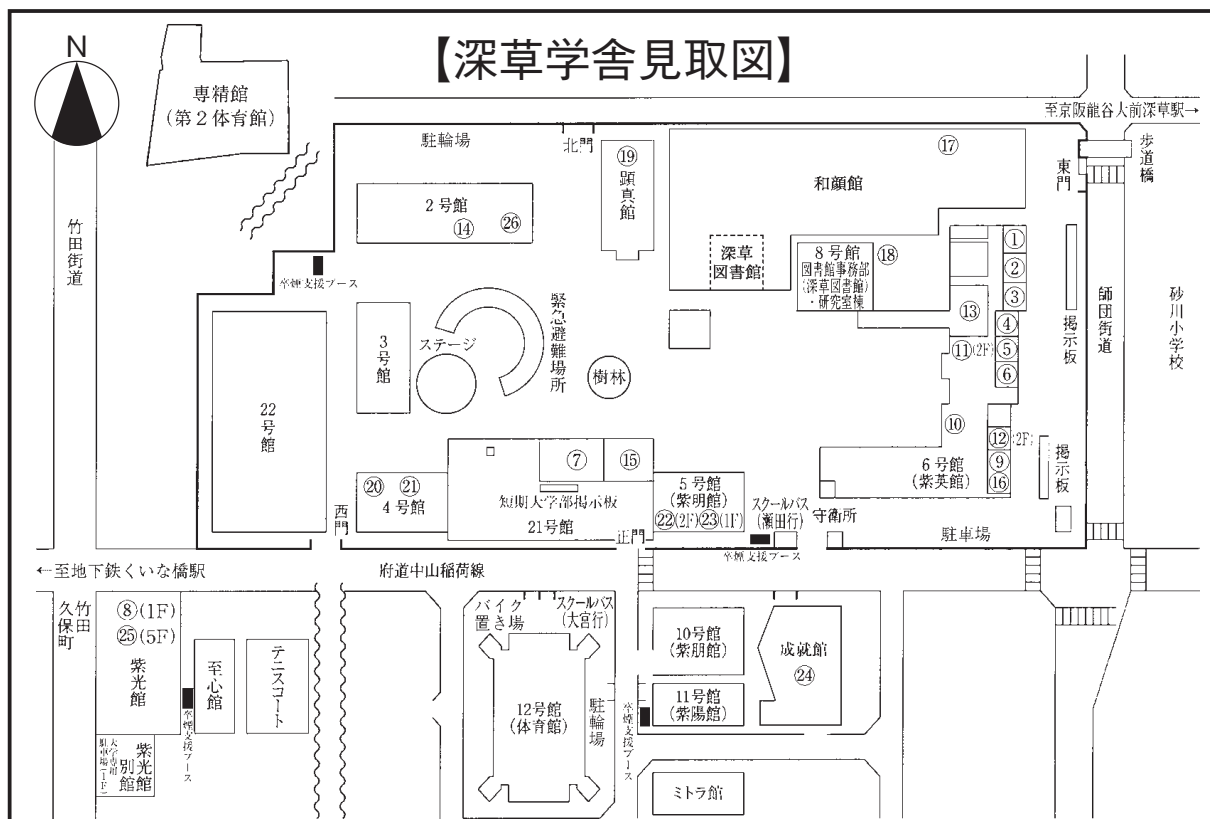 【深草学舎見取図】
N
専精館
(第2体育館)
至京阪龍谷大前深草駅→
駐輪場
北門
⑲
顕真館
⑰
和顔館
東門
歩道橋
竹田街道
2号館
⑭
㉖
深草
図書館
8号館
図書館事務部
(深草図書館)
・研究室棟
⑱
①
②
③
④
⑤
⑥
⑬
⑪(2F)
⑩
⑫(2F)
⑨
⑯
掲示板
師団街道
砂川小学校
卒煙支援ブース
3号館
ステージ
緊急避難場所
樹林
22号館
⑦
⑮
短期大学部掲示板
21号館
⑳
㉑
4号館
西門
5号館
(紫明館)
㉒(2F)㉓(1F)
正門
スクールバス
(瀬田行)
卒煙支援ブース
守衛所
6号館
(紫英館)
掲示板
駐車場
←至地下鉄くいな橋駅
府道中山稲荷線
竹田
久保町
⑧(1F)
㉕(5F)
紫光館
卒煙支援ブース
至心館
テニスコート
紫光館
別館
大学専用
駐車場(1F)
バイク
置き場
スクールバス
(大宮行)
12号館
(体育館)
駐輪場
卒煙支援ブース
10号館
(紫朋館)
11号館
(紫陽館)
成就館
㉔
ミトラ館